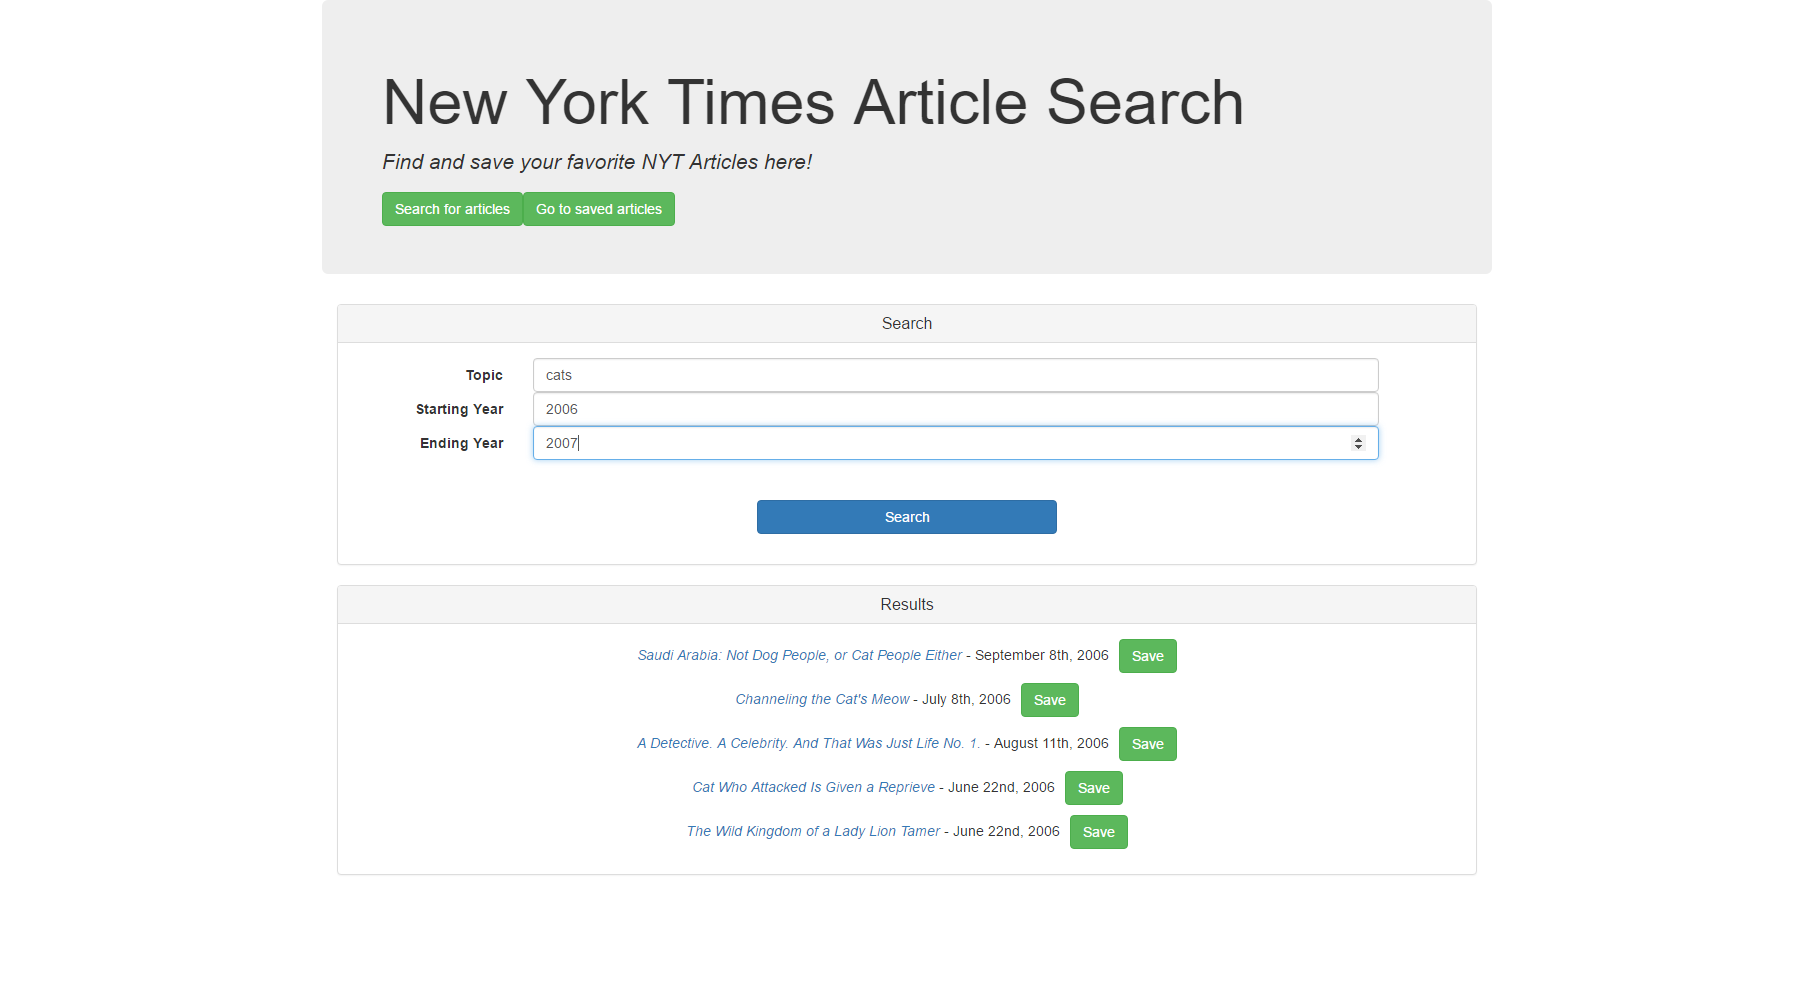 New York Times Article Search
Find and save your favorite NYT Articles here!
Search for articles Go to saved articles
Search
Topic cats
Starting Year 2006
Ending Year 2007
Search
Results
Saudi Arabia: Not Dog People, or Cat People Either - September 8th, 2006 Save
Channeling the Cat's Meow - July 8th, 2006 Save
A Detective. A Celebrity. And That Was Just Life No. 1. - August 11th, 2006 Save
Cat Who Attacked Is Given a Reprieve - June 22nd, 2006 Save
The Wild Kingdom of a Lady Lion Tamer - June 22nd, 2006 Save